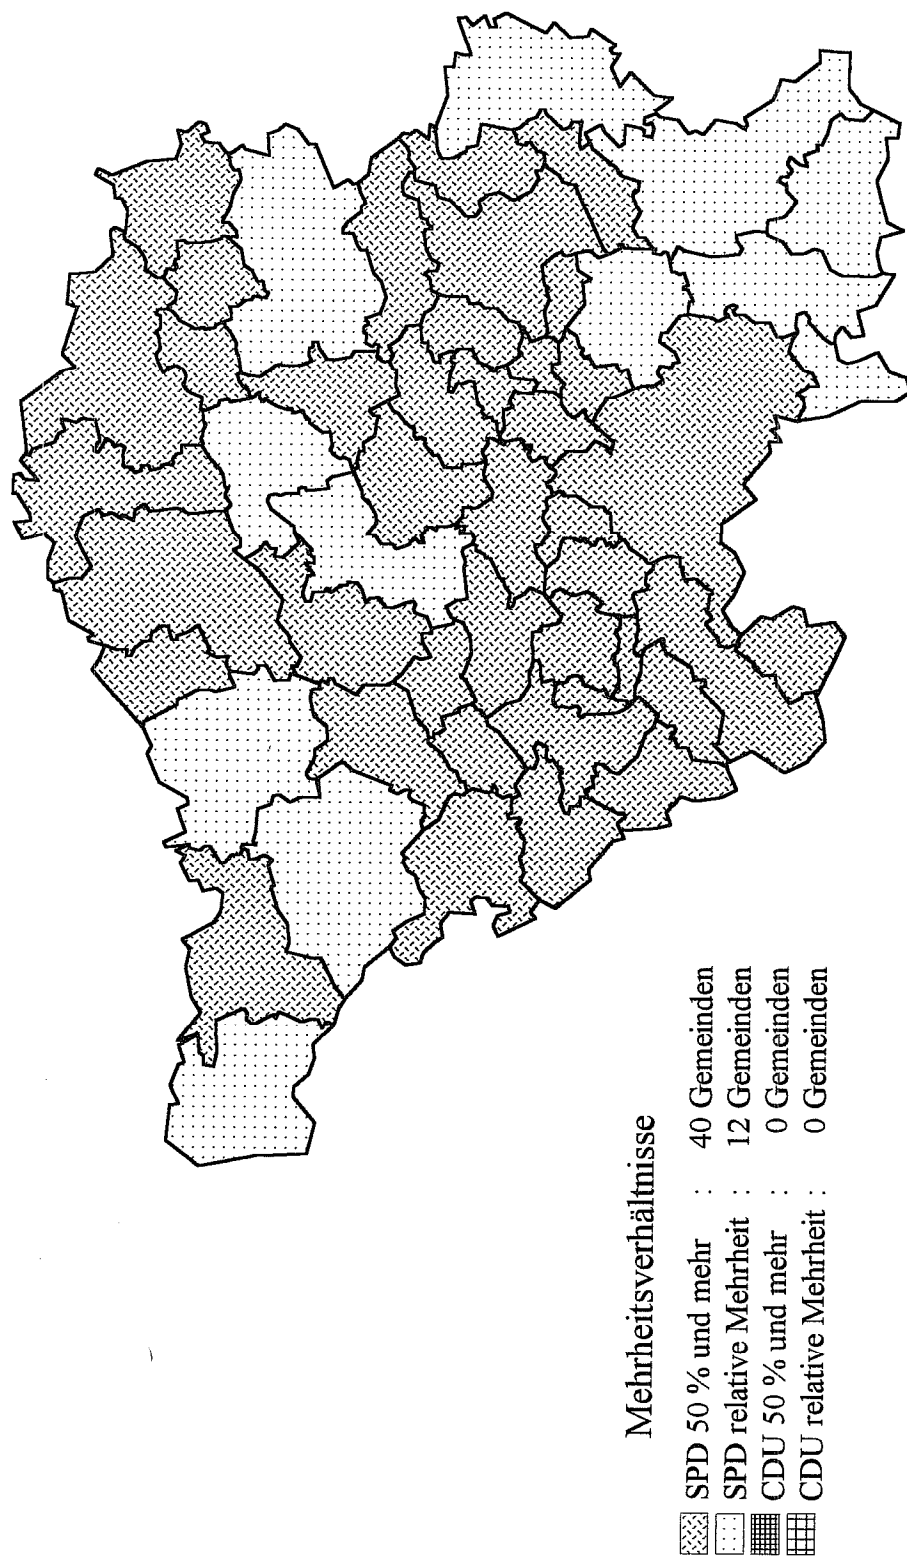 Mehrheitsverhältnisse
SPD 50 % und mehr : 40 Gemeinden
SPD relative Mehrheit : 12 Gemeinden
CDU 50 % und mehr : 0 Gemeinden
CDU relative Mehrheit : 0 Gemeinden